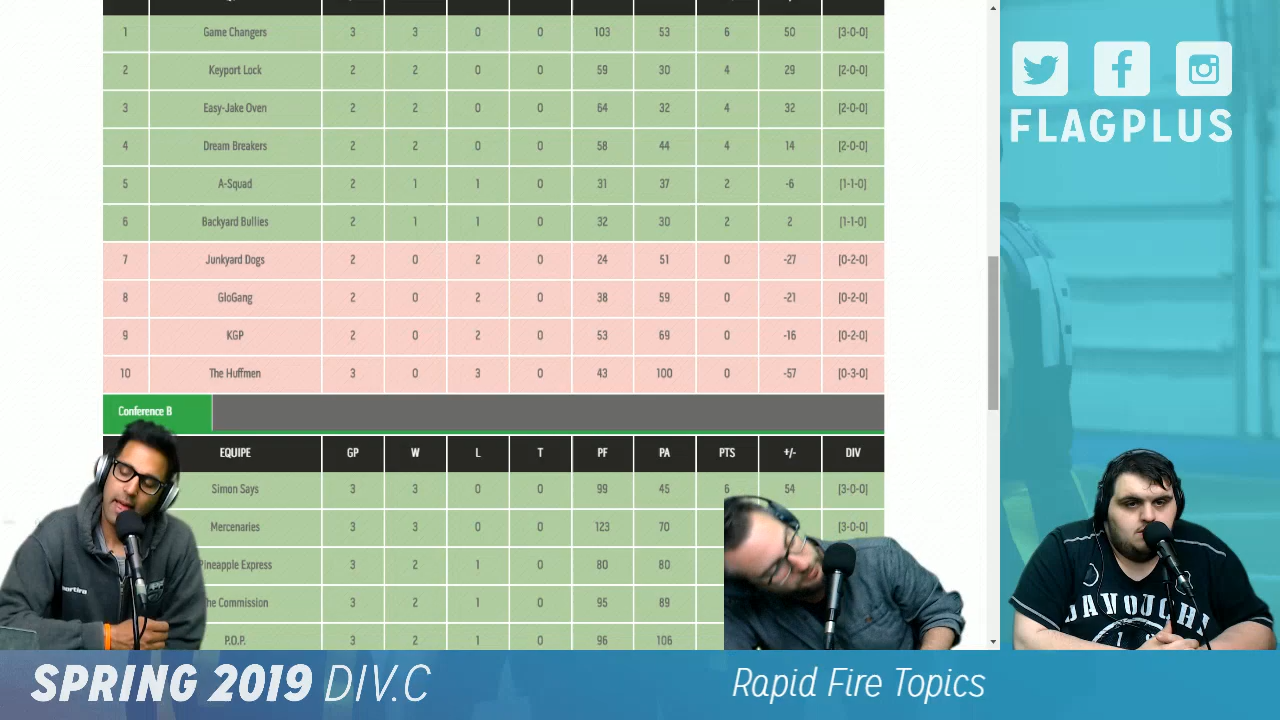 1 Game Changers 3 3 0 0 103 53 6 50 [3-0-0]
2 Keyport Lock 2 2 0 0 59 30 4 29 [2-0-0]
3 Easy-Jake Oven 2 2 0 0 64 32 4 32 [2-0-0]
4 Dream Breakers 2 2 0 0 58 44 4 14 [2-0-0]
5 A-Squad 2 1 1 0 31 37 2 -6 [1-1-0]
6 Backyard Bullies 2 1 1 0 32 30 2 2 [1-1-0]
7 Junkyard Dogs 2 0 2 0 24 51 0 -27 [0-2-0]
8 GloGang 2 0 2 0 38 59 0 -21 [0-2-0]
9 KGP 2 0 2 0 53 69 0 -16 [0-2-0]
10 The Huffmen 3 0 3 0 43 100 0 -57 [0-3-0]
Conference B
EQUIPE GP W L T PF PA PTS +/- DIV
Simon Says 3 3 0 0 99 45 6 54 [3-0-0]
Mercenaries 3 3 0 0 123 70 [3-0-0]
Pineapple Express 3 2 1 0 80 80
he Commission 3 2 1 0 95 89
P.O.P. 3 2 1 0 96 106
FLAGPLUS
SPRING 2019 DIV.C
Rapid Fire Topics